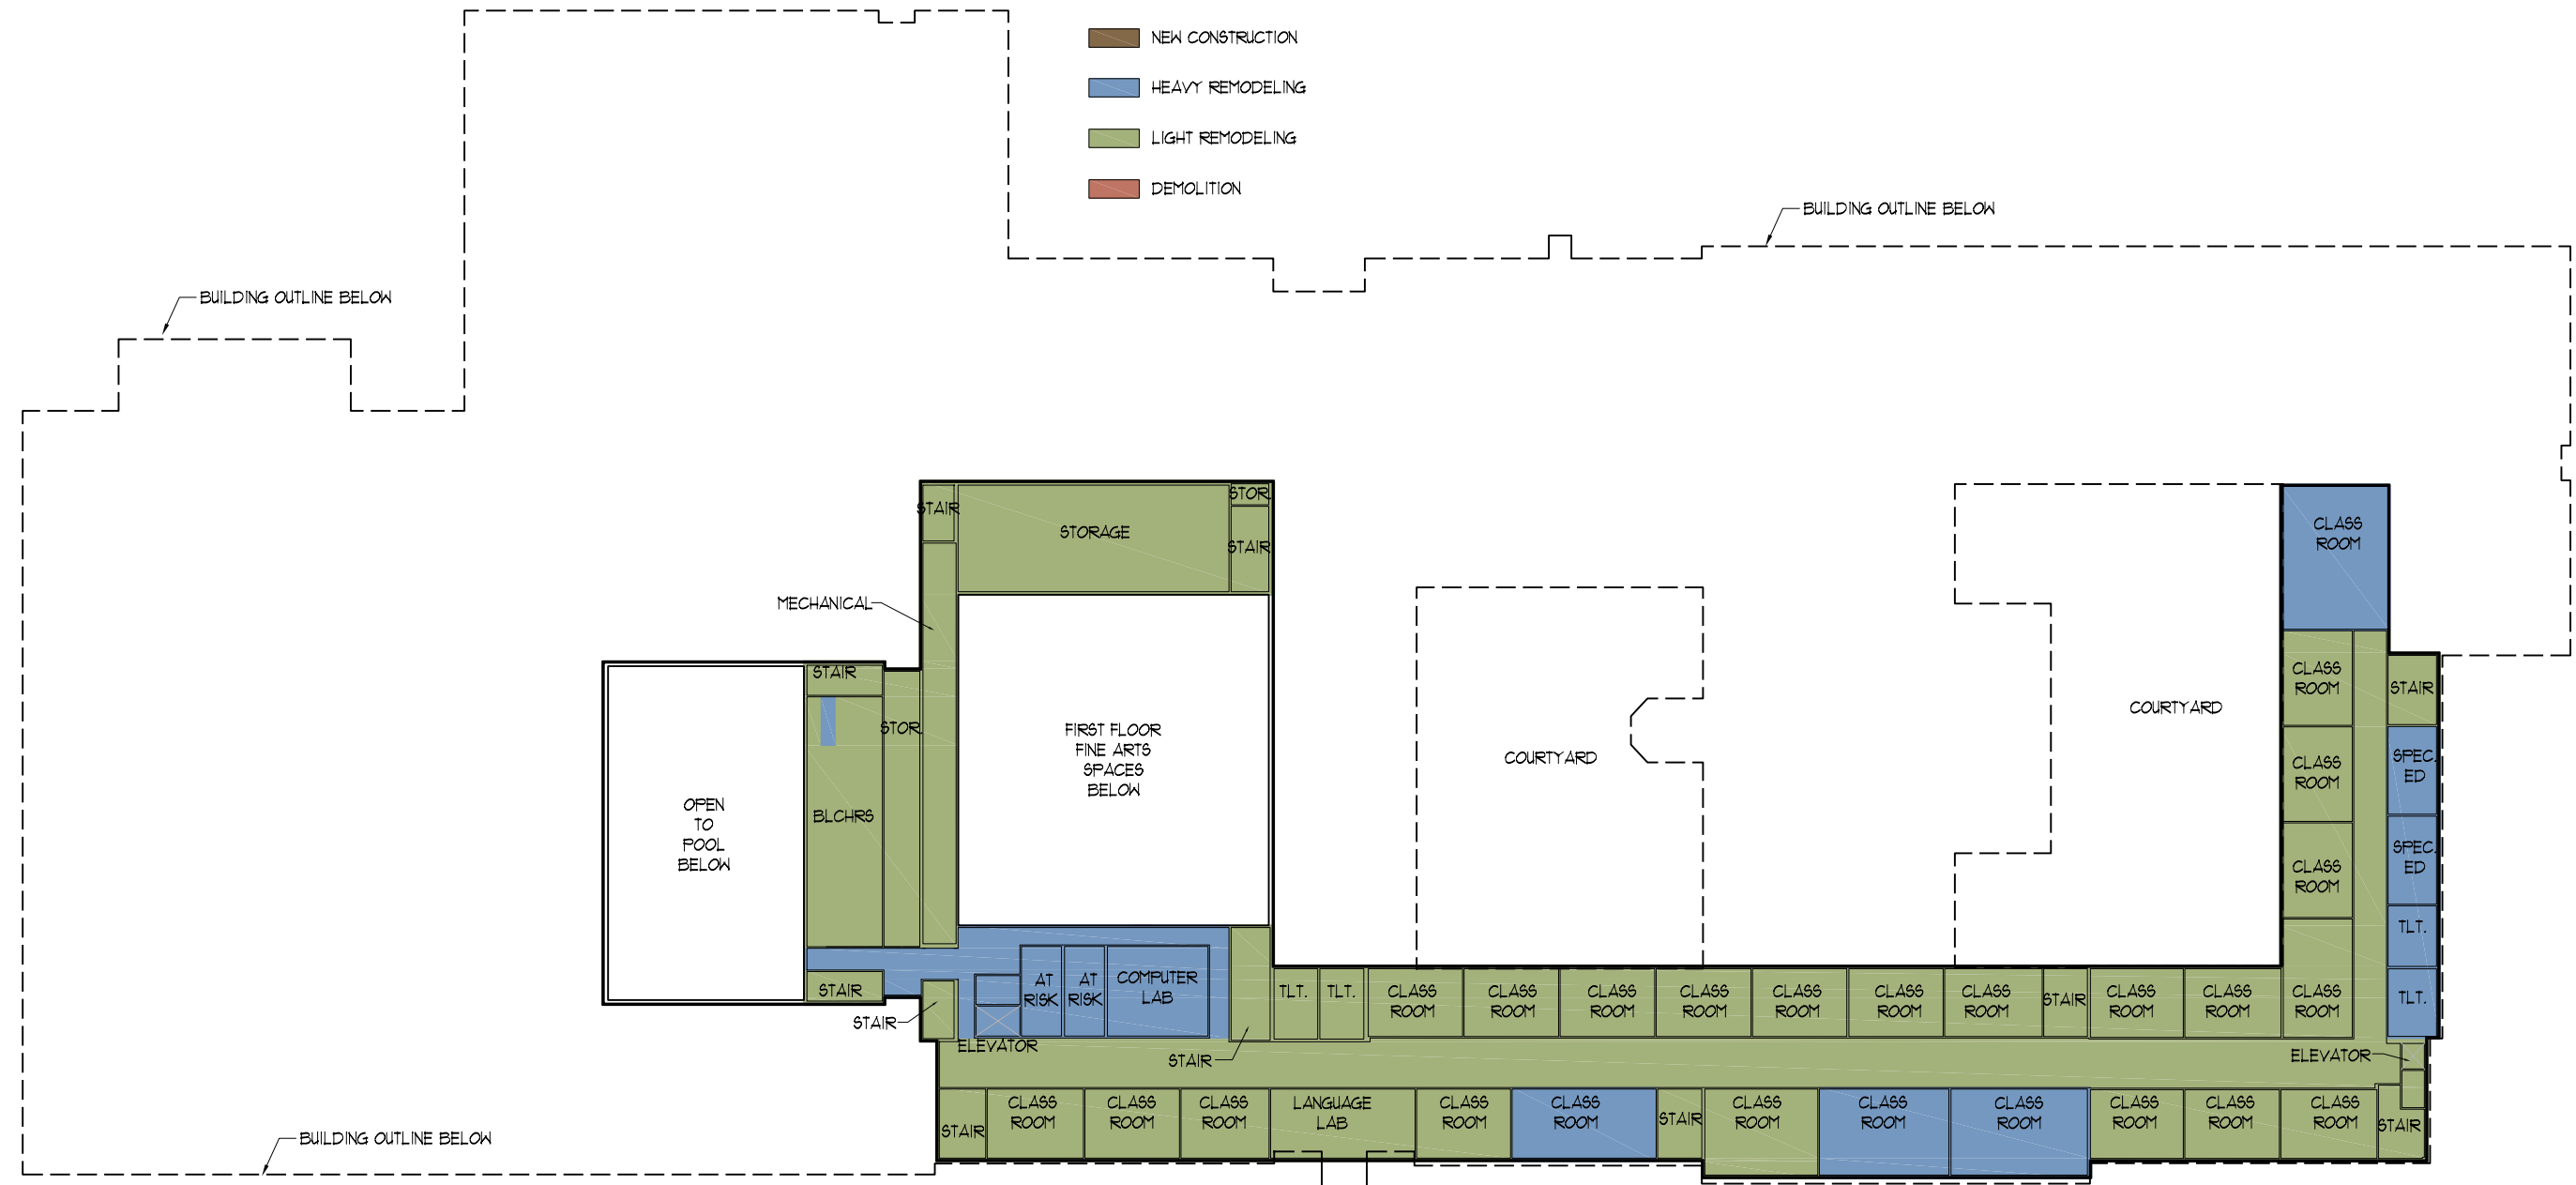 NEW CONSTRUCTION
HEAVY REMODELING
LIGHT REMODELING
DEMOLITION
BUILDING OUTLINE BELOW
BUILDING OUTLINE BELOW
STAIR
STORAGE
STOR.
STAIR
MECHANICAL
STAIR
STOR.
BLCHRS
OPEN
TO
POOL
BELOW
FIRST FLOOR
FINE ARTS
SPACES
BELOW
COURTYARD
COURTYARD
CLASS
ROOM
CLASS
ROOM
STAIR
CLASS
ROOM
SPEC.
ED
CLASS
ROOM
SPEC.
ED
TLT.
TLT.
STAIR
STAIR
ELEVATOR
AT
RISK
AT
RISK
COMPUTER
LAB
STAIR
TLT.
TLT.
CLASS
ROOM
CLASS
ROOM
CLASS
ROOM
CLASS
ROOM
CLASS
ROOM
CLASS
ROOM
CLASS
ROOM
STAIR
CLASS
ROOM
CLASS
ROOM
CLASS
ROOM
ELEVATOR
STAIR
CLASS
ROOM
CLASS
ROOM
CLASS
ROOM
LANGUAGE
LAB
CLASS
ROOM
CLASS
ROOM
STAIR
CLASS
ROOM
CLASS
ROOM
CLASS
ROOM
CLASS
ROOM
CLASS
ROOM
CLASS
ROOM
STAIR
BUILDING OUTLINE BELOW